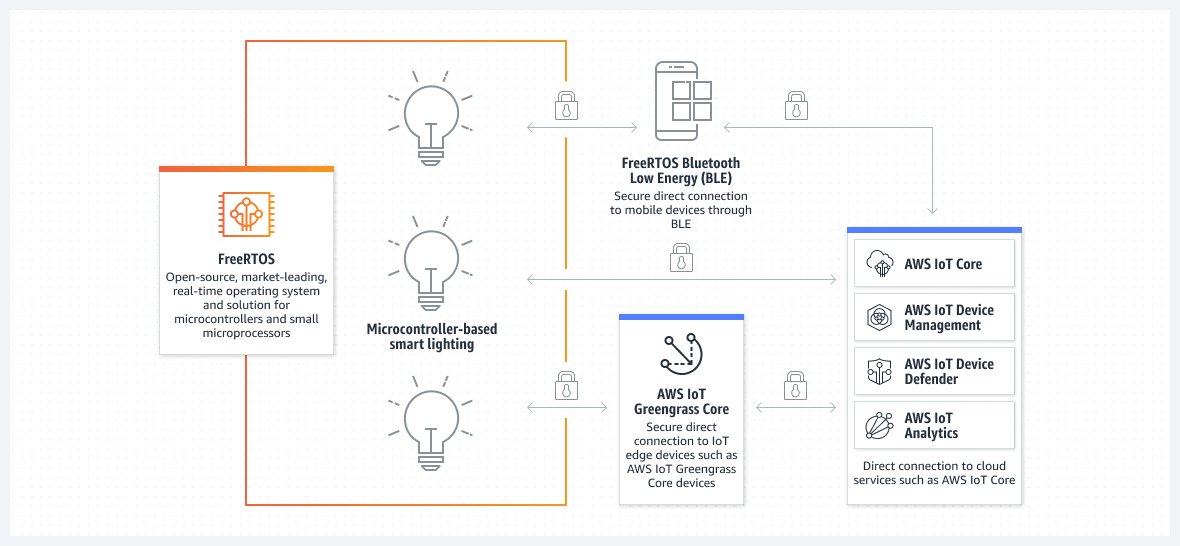 FreeRTOS
Open-source, market-leading,
real-time operating system
and solution for
microcontrollers and small
microprocessors
Microcontroller-based
smart lighting
FreeRTOS Bluetooth
Low Energy (BLE)
Secure direct connection
to mobile devices through
BLE
AWS IoT
Greengrass Core
Secure direct
connection to IoT
edge devices such as
AWS IoT Greengrass
Core devices
AWS IoT Core
AWS IoT Device
Management
AWS IoT Device
Defender
AWS IoT
Analytics
Direct connection to cloud
services such as AWS IoT Core